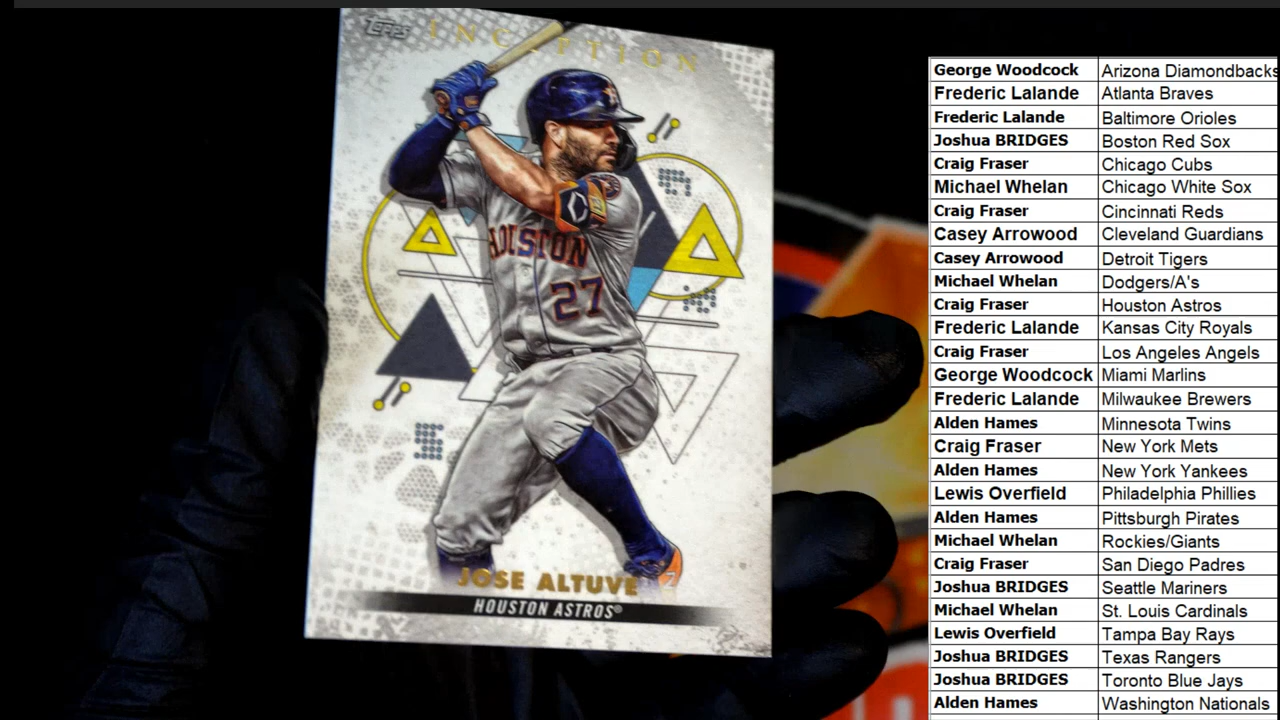 Topps
INCEPTION
HOUSTON
27
JOSE ALTUVE
HOUSTON ASTROS®
George Woodcock Arizona Diamondbacks
Frederic Lalande Atlanta Braves
Frederic Lalande Baltimore Orioles
Joshua BRIDGES Boston Red Sox
Craig Fraser Chicago Cubs
Michael Whelan Chicago White Sox
Craig Fraser Cincinnati Reds
Casey Arrowood Cleveland Guardians
Casey Arrowood Detroit Tigers
Michael Whelan Dodgers/A's
Craig Fraser Houston Astros
Frederic Lalande Kansas City Royals
Craig Fraser Los Angeles Angels
George Woodcock Miami Marlins
Frederic Lalande Milwaukee Brewers
Alden Hames Minnesota Twins
Craig Fraser New York Mets
Alden Hames New York Yankees
Lewis Overfield Philadelphia Phillies
Alden Hames Pittsburgh Pirates
Michael Whelan Rockies/Giants
Craig Fraser San Diego Padres
Joshua BRIDGES Seattle Mariners
Michael Whelan St. Louis Cardinals
Lewis Overfield Tampa Bay Rays
Joshua BRIDGES Texas Rangers
Joshua BRIDGES Toronto Blue Jays
Alden Hames Washington Nationals